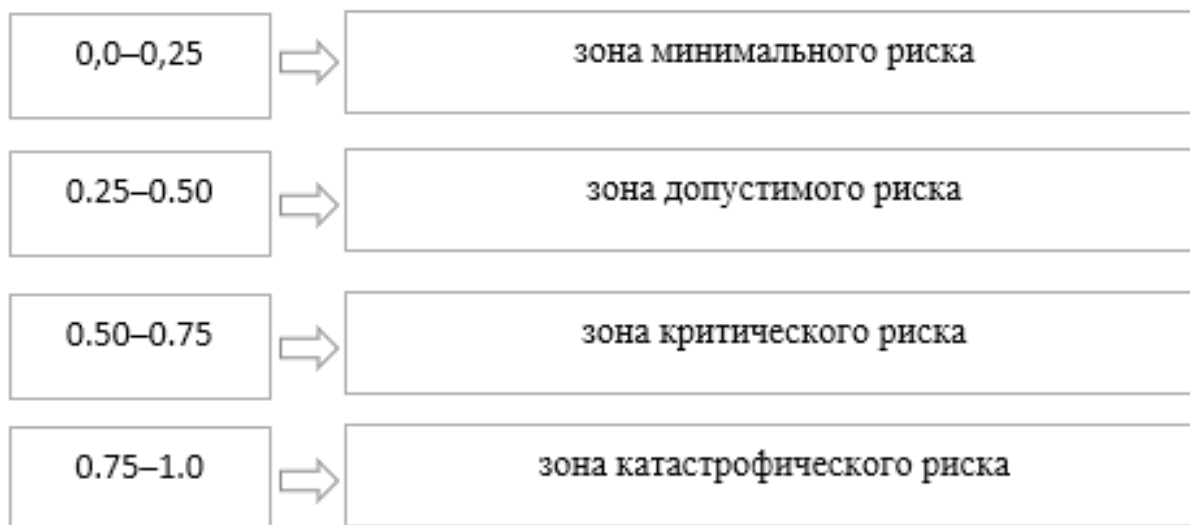 0,0–0,25
зона минимального риска
0.25–0.50
зона допустимого риска
0.50–0.75
зона критического риска
0.75–1.0
зона катастрофического риска